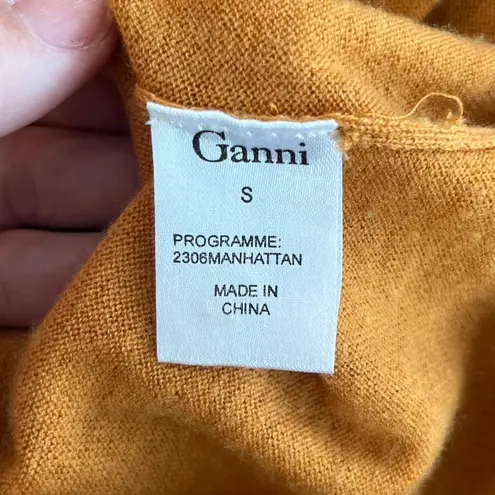 Ganni
S
PROGRAMME:
2306MANHATTAN
MADE IN
CHINA